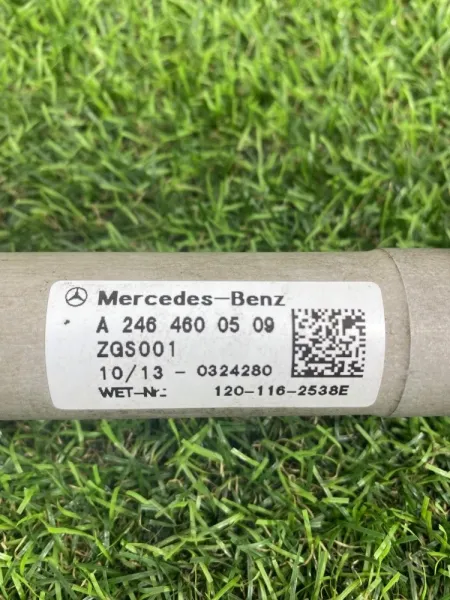 Mercedes-Benz
A 246 460 05 09
ZGS001
10/13 - 0324280
WET-Nr.: 120-116-2538E